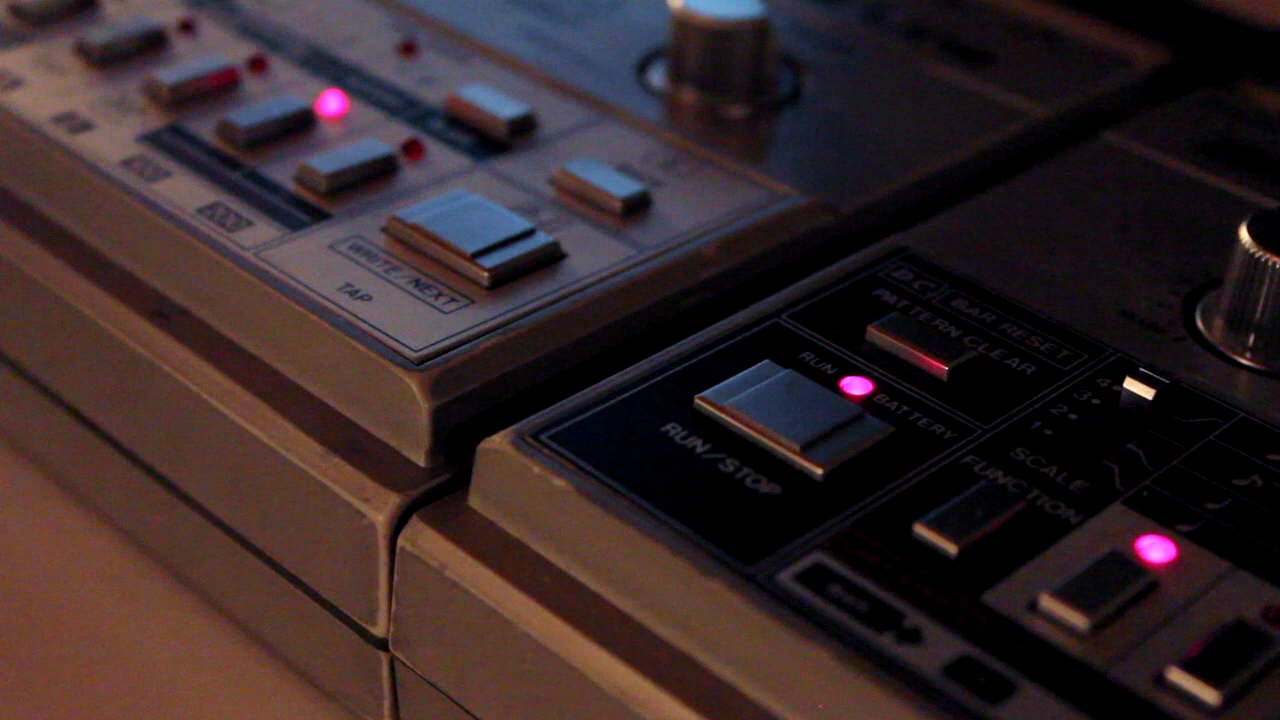 WRITE/NEXT
TAP
D.C BAR RESET
PATTERN CLEAR
RUN
BATTERY
RUN/STOP
4
3
2
1
SCALE
FUNCTION